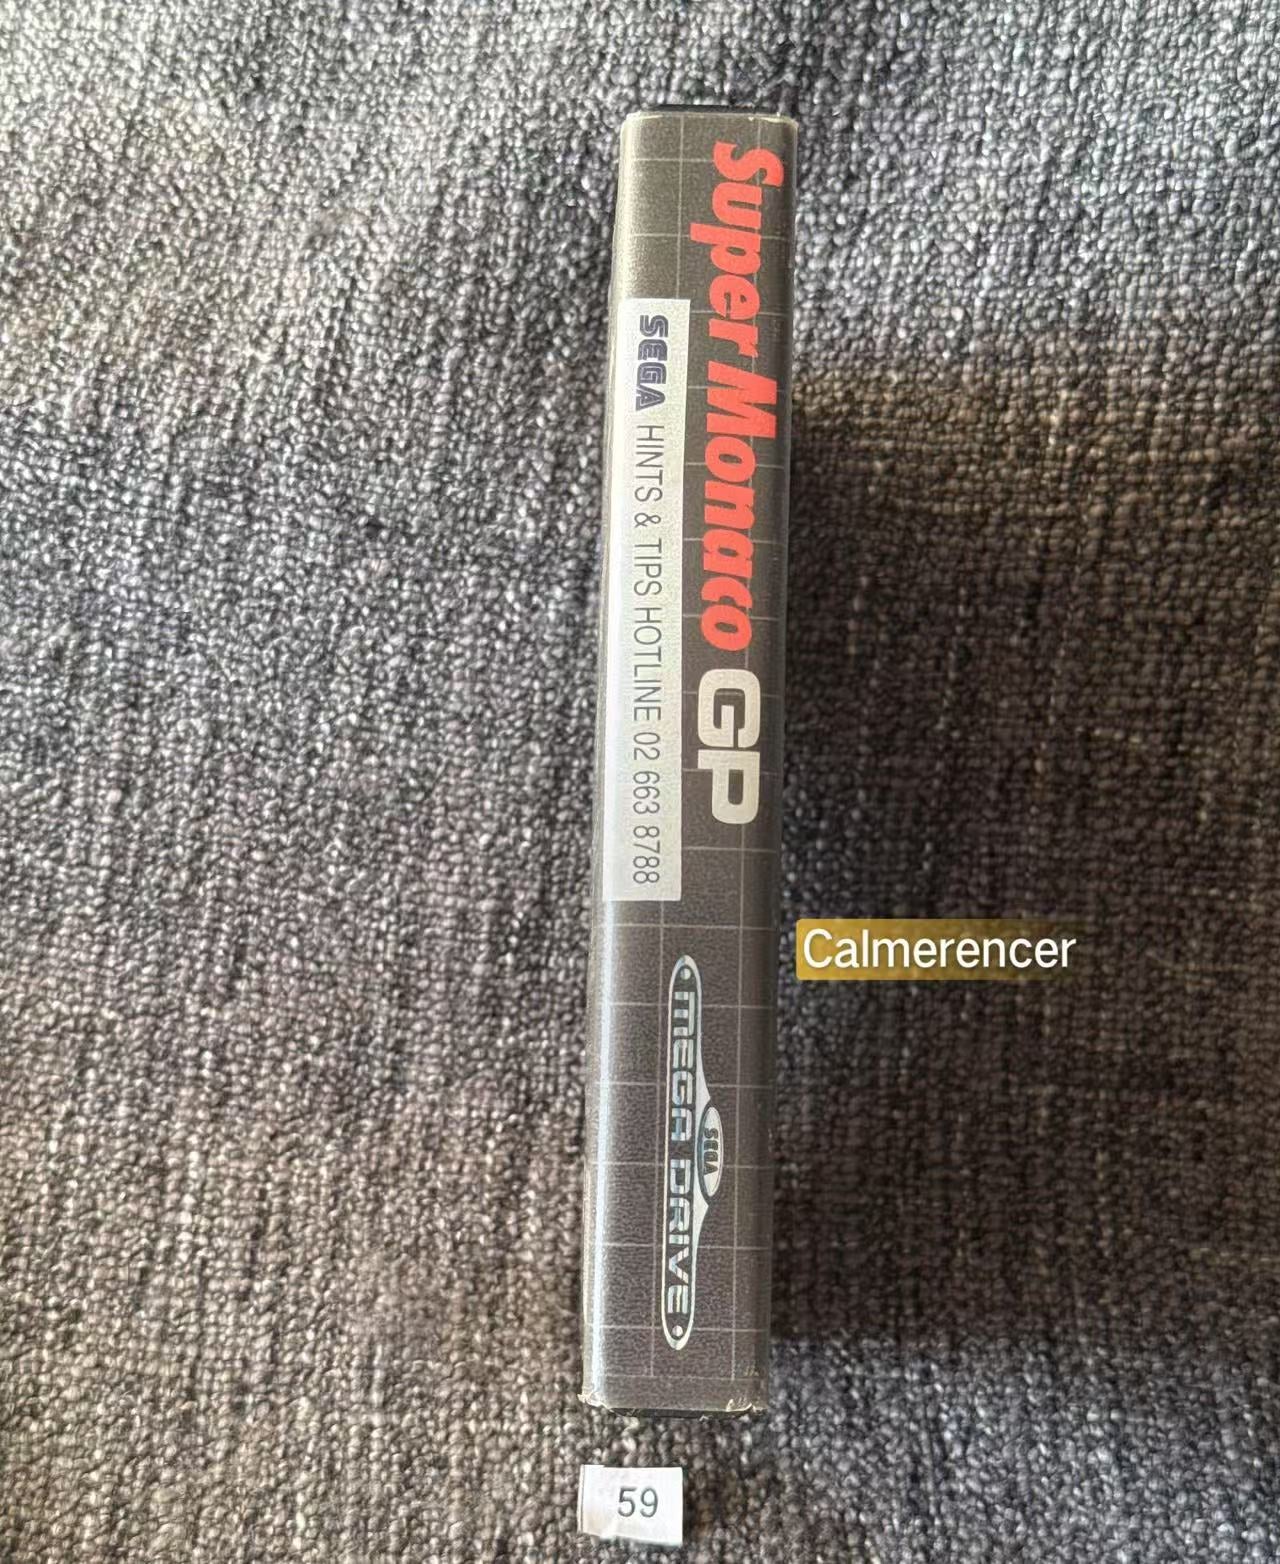 Super Monaco GP
SEGA HINTS & TIPS HOTLINE 02 663 8788
SEGA
MEGA DRIVE
Calmerencer
59